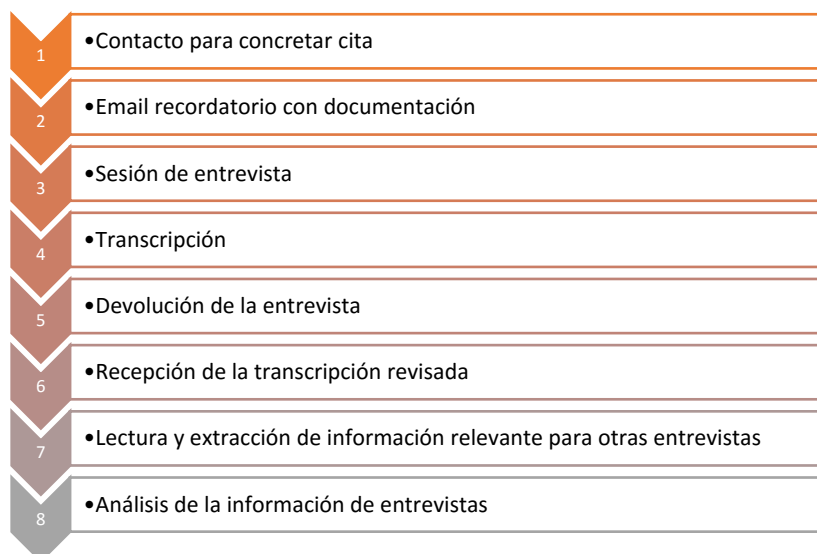 1
•Contacto para concretar cita
2
•Email recordatorio con documentación
3
•Sesión de entrevista
4
•Transcripción
5
•Devolución de la entrevista
6
•Recepción de la transcripción revisada
7
•Lectura y extracción de información relevante para otras entrevistas
8
•Análisis de la información de entrevistas